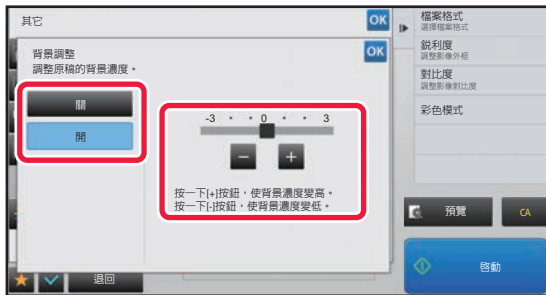 其它
OK
背景調整
調整原稿的背景濃度。
OK
關
開
-3 · · 0 · · 3
− +
按一下[+]按鈕，使背景濃度變高。
按一下[-]按鈕，使背景濃度變低。
退回
檔案格式
選擇檔案格式
銳利度
調整影像外框
對比度
調整影像對比度
彩色模式
預覽
CA
啓動